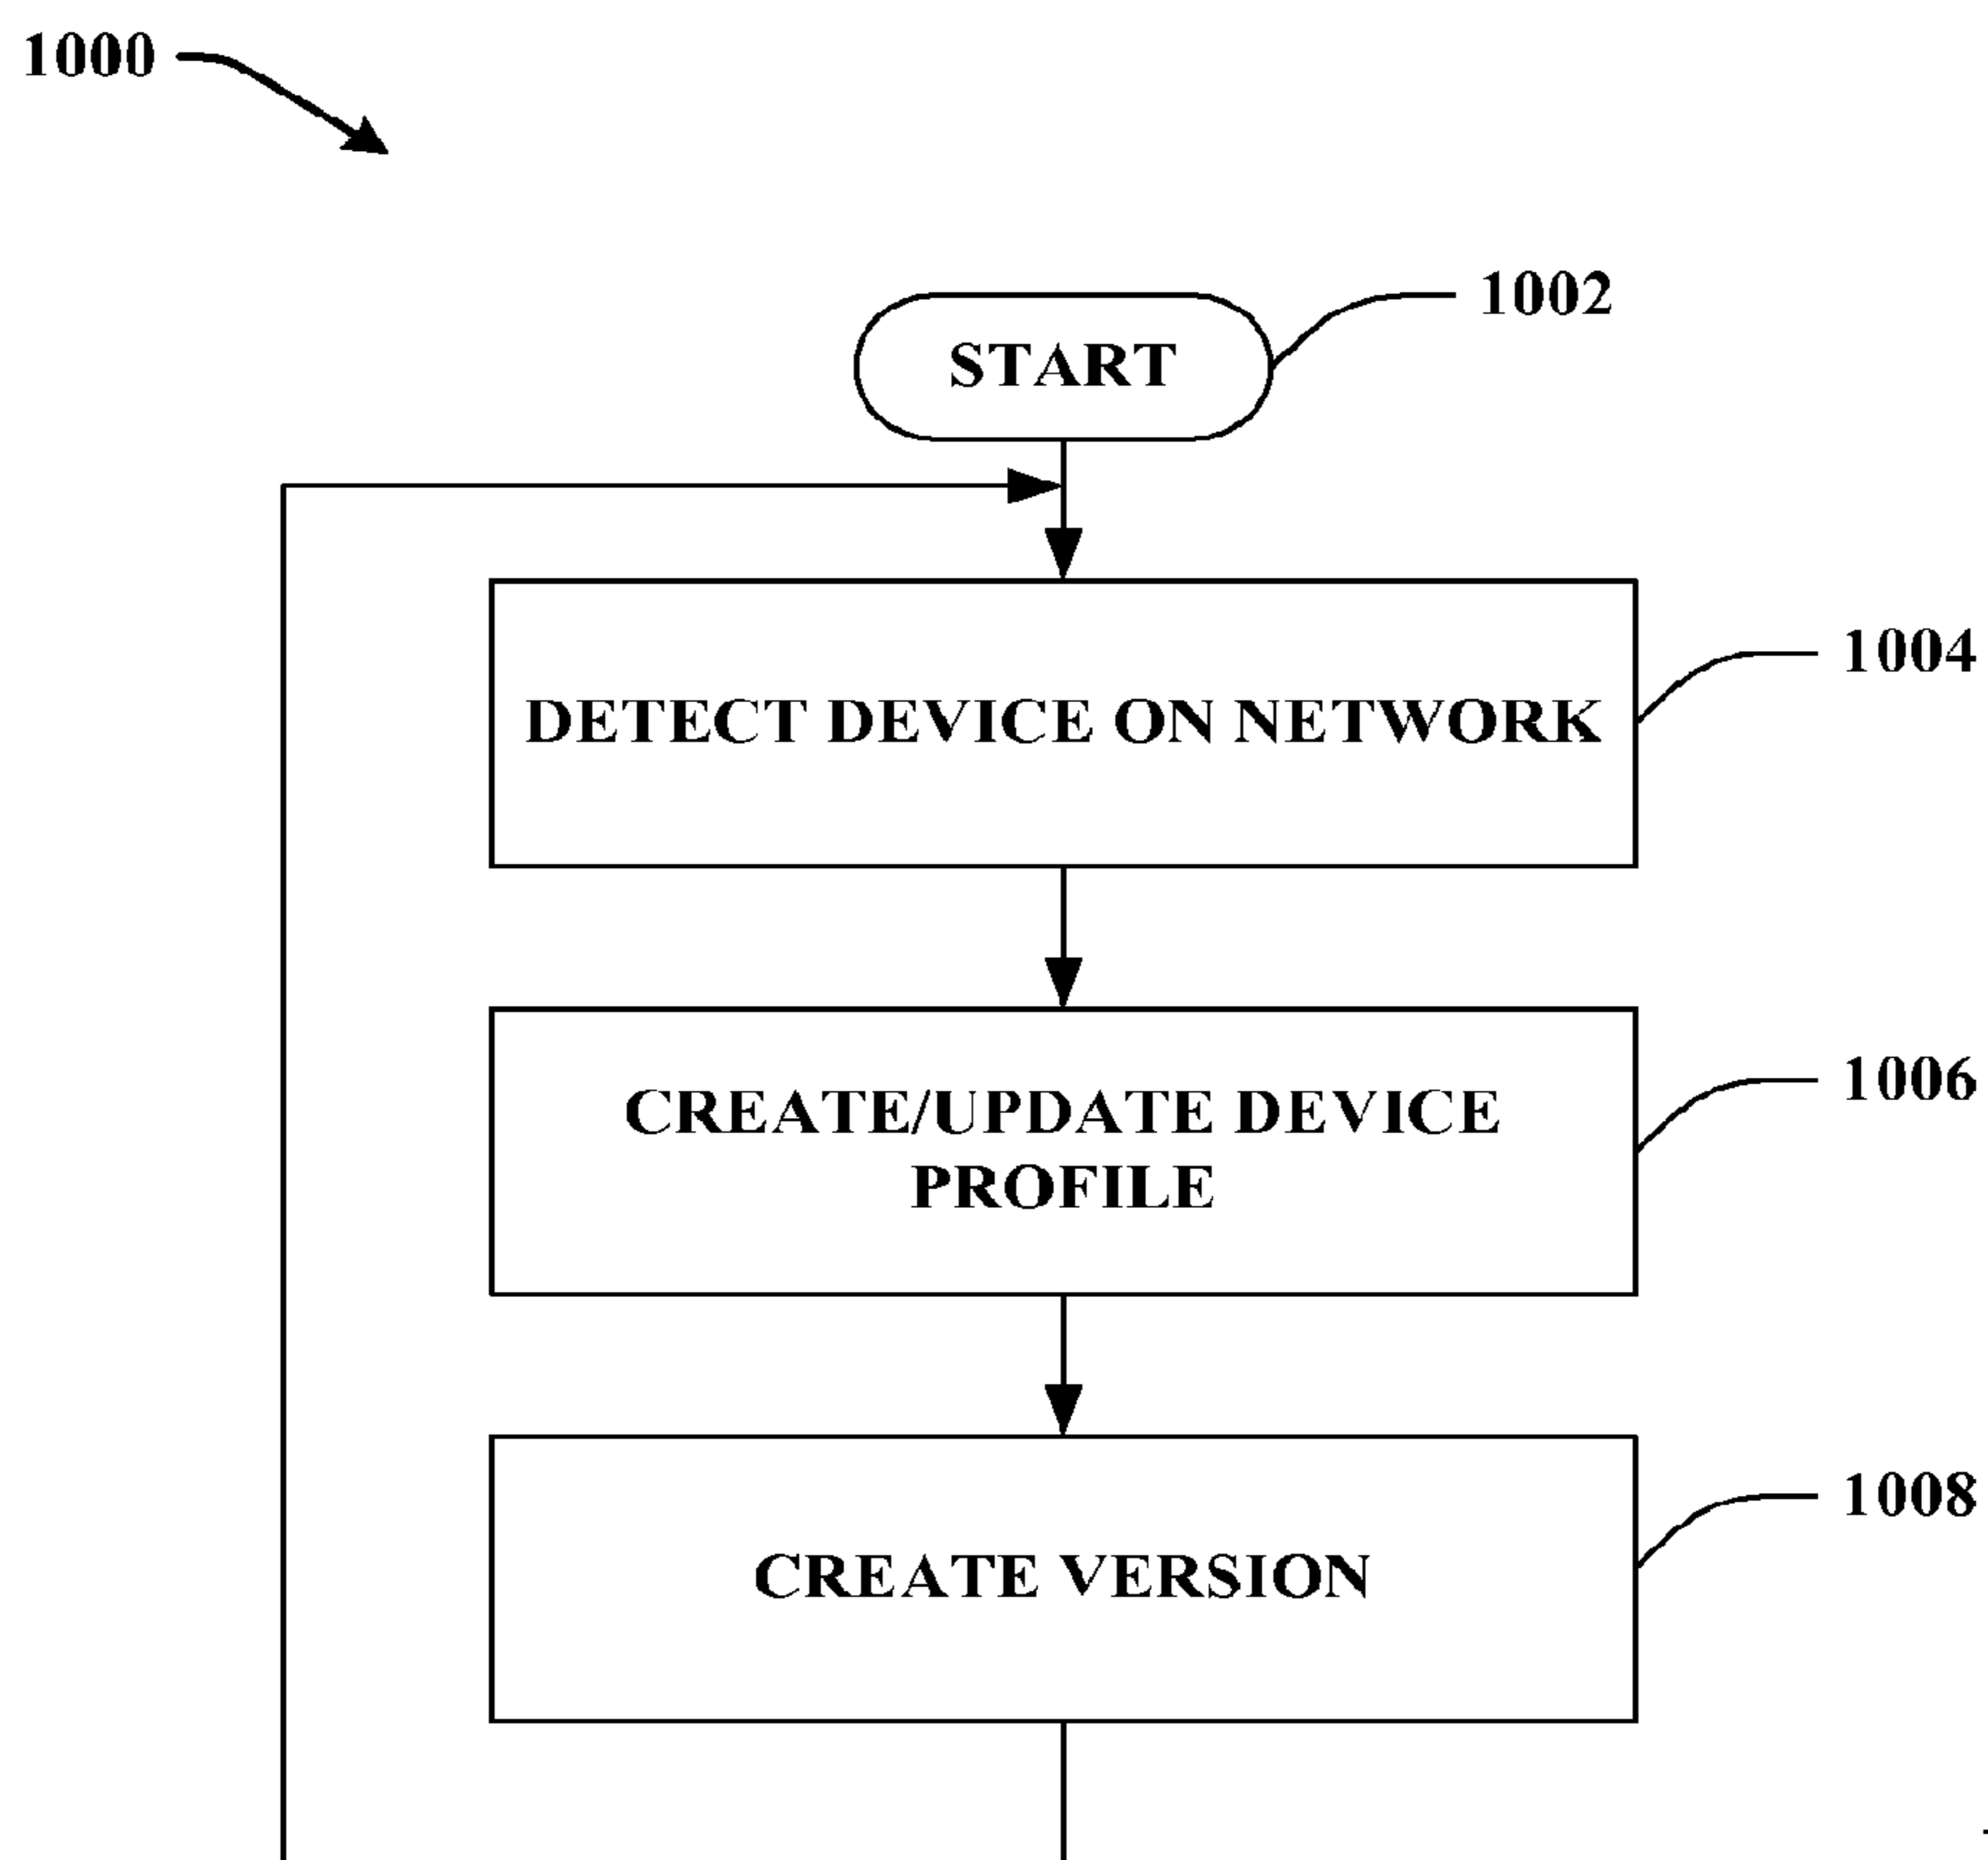 1000
1002
START
1004
DETECT DEVICE ON NETWORK
1006
CREATE/UPDATE DEVICE
PROFILE
1008
CREATE VERSION